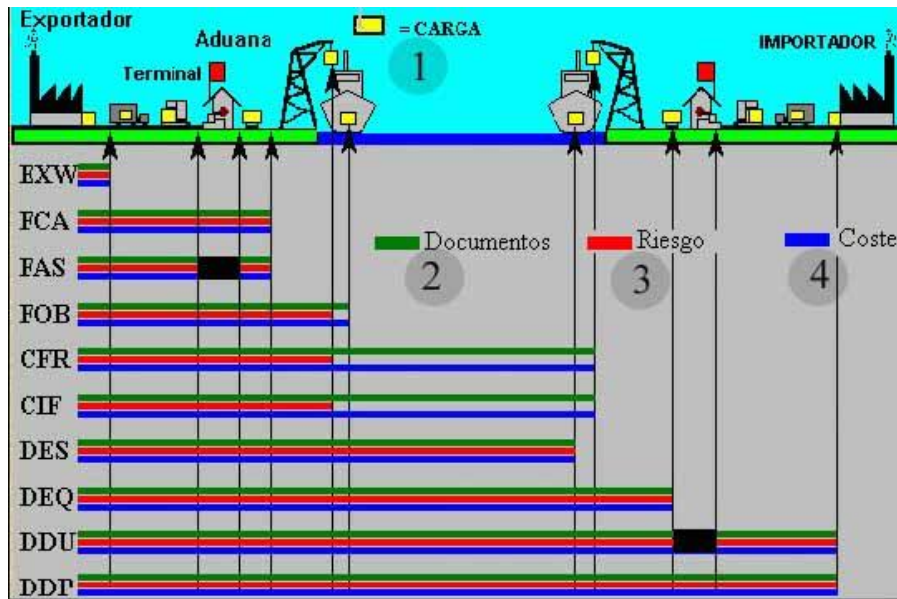 Exportador
= CARGA
Aduana
IMPORTADOR
Terminal
1
EXW
FCA
Documentos
Riesgo
Coste
FAS
2
3
4
FOB
CFR
CIF
DES
DEQ
DDU
DDP